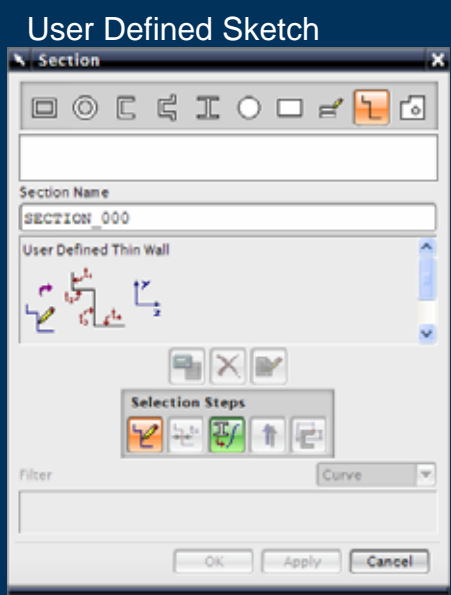 User Defined Sketch
Section
Section Name
SECTION_000
User Defined Thin Wall
Selection Steps
Filter
Curve
OK Apply Cancel